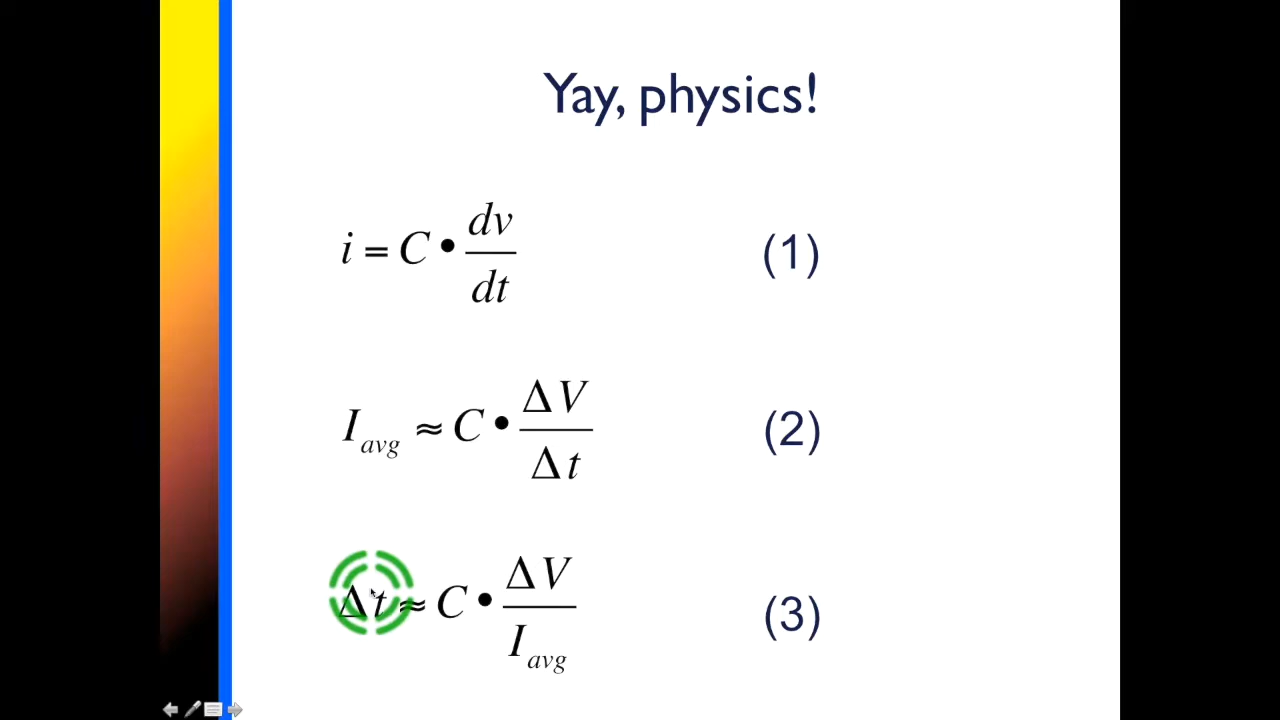 Yay, physics!
i = C • dv/dt (1)
I_avg ≈ C • ΔV/Δt (2)
Δt ≈ C • ΔV/I_avg (3)